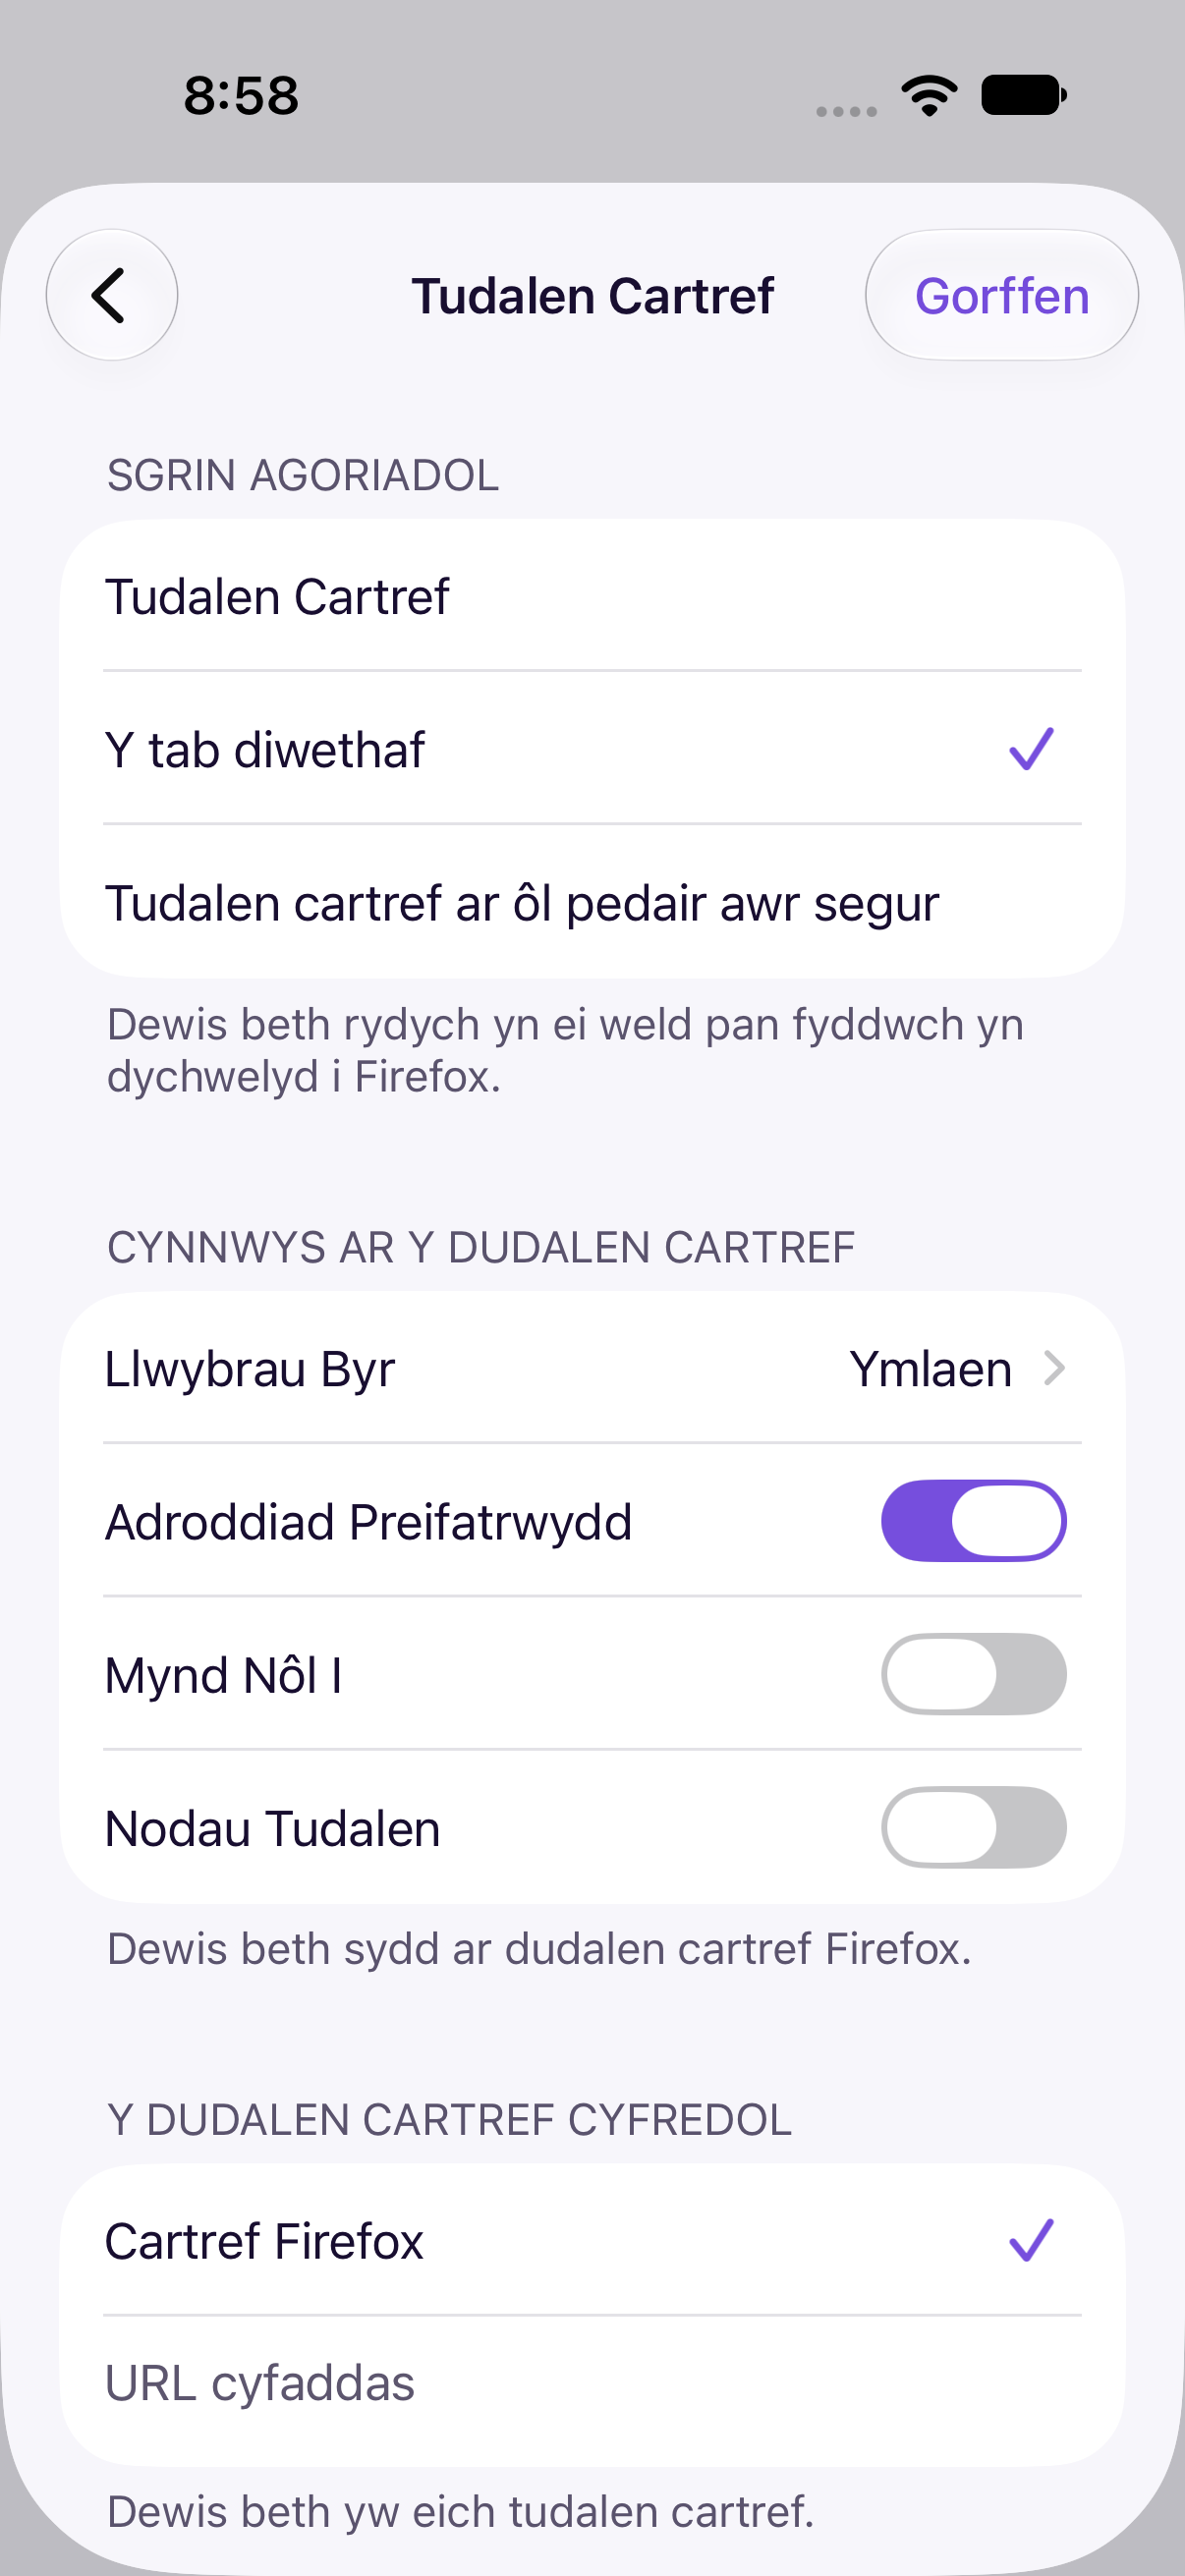 8:58
Tudalen Cartref
Gorffen
SGRIN AGORIADOL
Tudalen Cartref
Y tab diwethaf
Tudalen cartref ar ôl pedair awr segur
Dewis beth rydych yn ei weld pan fyddwch yn
dychwelyd i Firefox.
CYNNWYS AR Y DUDALEN CARTREF
Llwybrau Byr
Ymlaen
Adroddiad Preifatrwydd
Mynd Nôl I
Nodau Tudalen
Dewis beth sydd ar dudalen cartref Firefox.
Y DUDALEN CARTREF CYFREDOL
Cartref Firefox
URL cyfaddas
Dewis beth yw eich tudalen cartref.